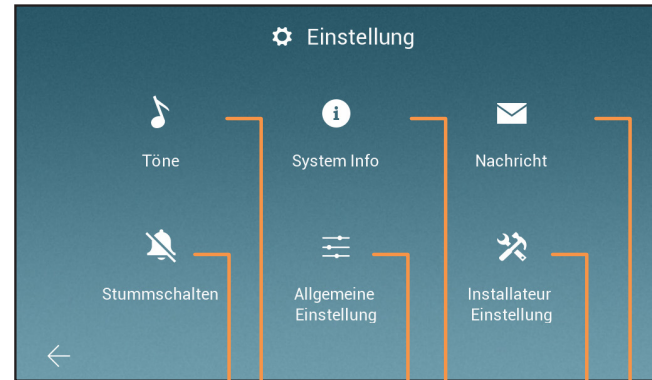 Einstellung
Töne
System Info
Nachricht
Stummschalten
Allgemeine
Einstellung
Installateur
Einstellung